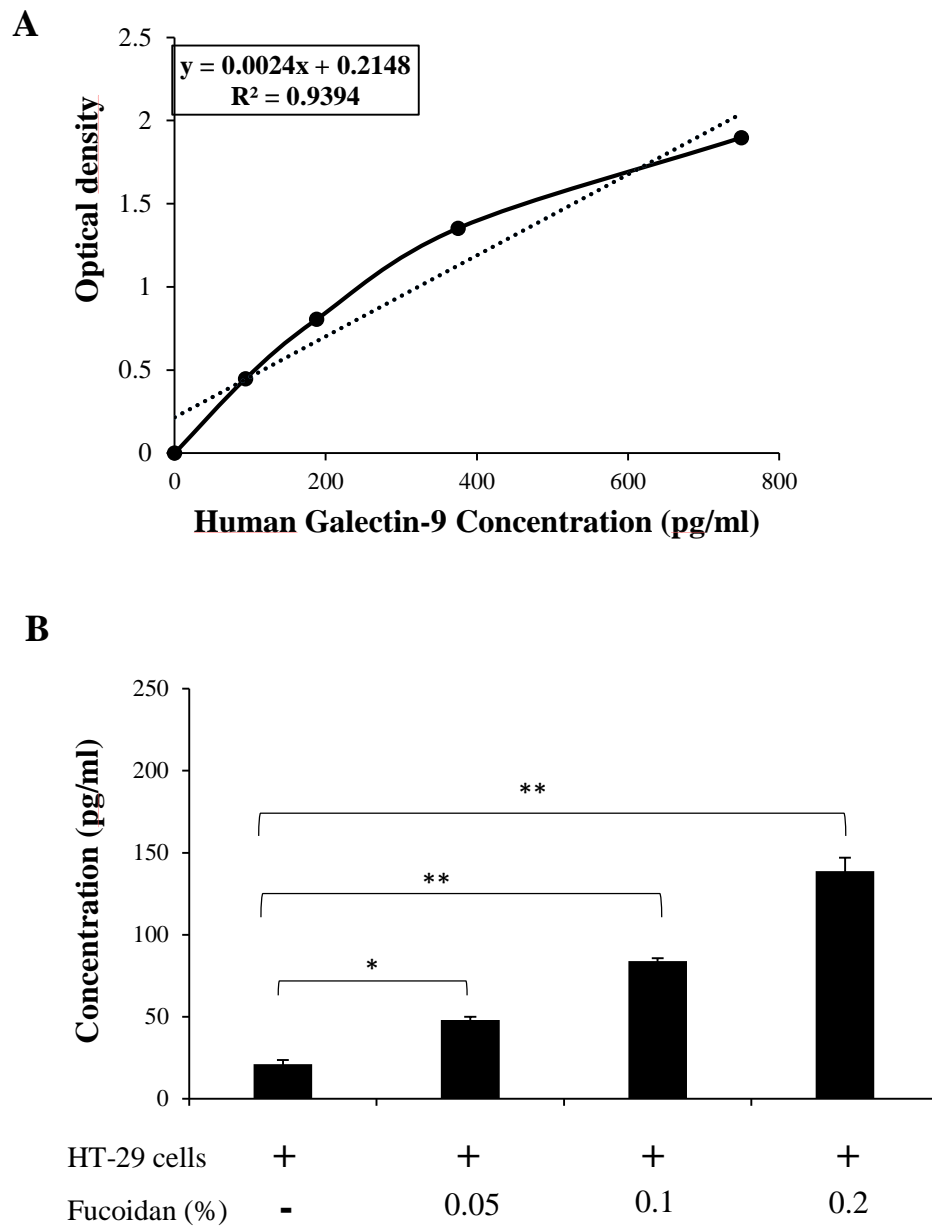 A
y = 0.0024x + 0.2148
R² = 0.9394
Optical density
2.5
2
1.5
1
0.5
0
0 200 400 600 800
Human Galectin-9 Concentration (pg/ml)
B
Concentration (pg/ml)
250
200
150
100
50
0
**
**
*
HT-29 cells + + + +
Fucoidan (%) - 0.05 0.1 0.2